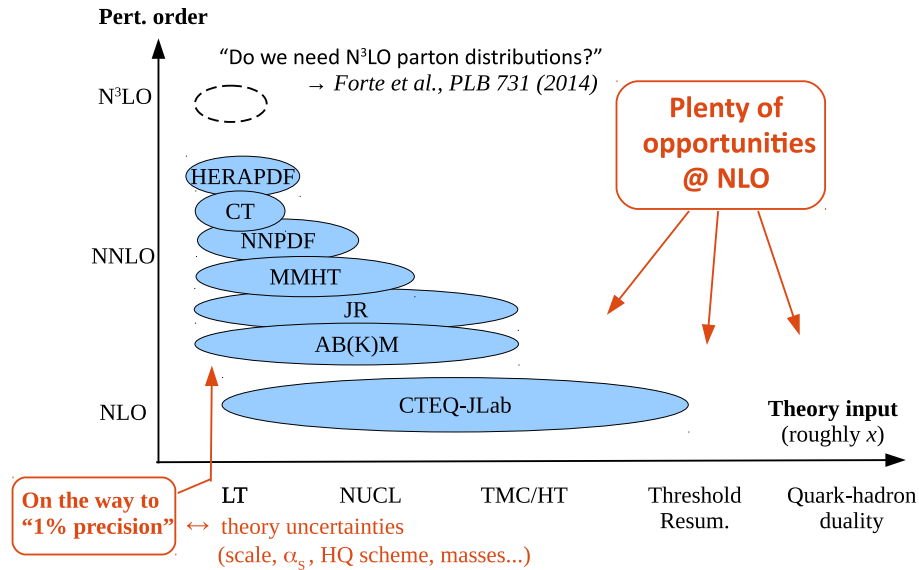 Pert. order
“Do we need N³LO parton distributions?”
→ Forte et al., PLB 731 (2014)
N³LO
Plenty of
opportunities
@ NLO
HERAPDF
CT
NNPDF
NNLO
MMHT
JR
AB(K)M
NLO
CTEQ-JLab
Theory input
(roughly x)
LT
NUCL
TMC/HT
Threshold
Resum.
Quark-hadron
duality
On the way to
“1% precision”
↔ theory uncertainties
(scale, αₛ, HQ scheme, masses...)